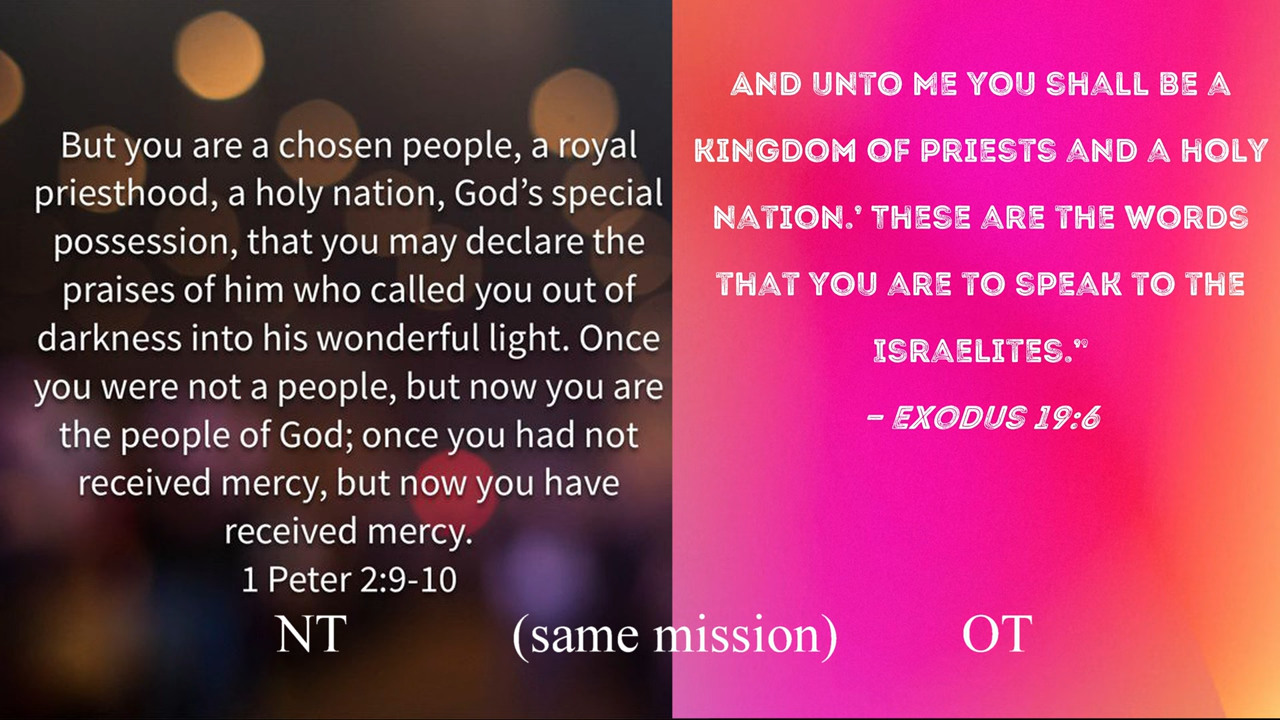 But you are a chosen people, a royal
priesthood, a holy nation, God’s special
possession, that you may declare the
praises of him who called you out of
darkness into his wonderful light. Once
you were not a people, but now you are
the people of God; once you had not
received mercy, but now you have
received mercy.
1 Peter 2:9-10
AND UNTO ME YOU SHALL BE A
KINGDOM OF PRIESTS AND A HOLY
NATION.’ THESE ARE THE WORDS
THAT YOU ARE TO SPEAK TO THE
ISRAELITES.”
– EXODUS 19:6
NT (same mission) OT